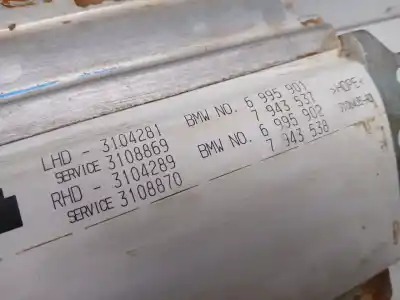 LHD - 3104281 BMW NO. 6 995 901
SERVICE 3108869 7 943 537
RHD - 3104289 BMW NO. 6 995 902
SERVICE 3108870 7 943 538
>HDPE<